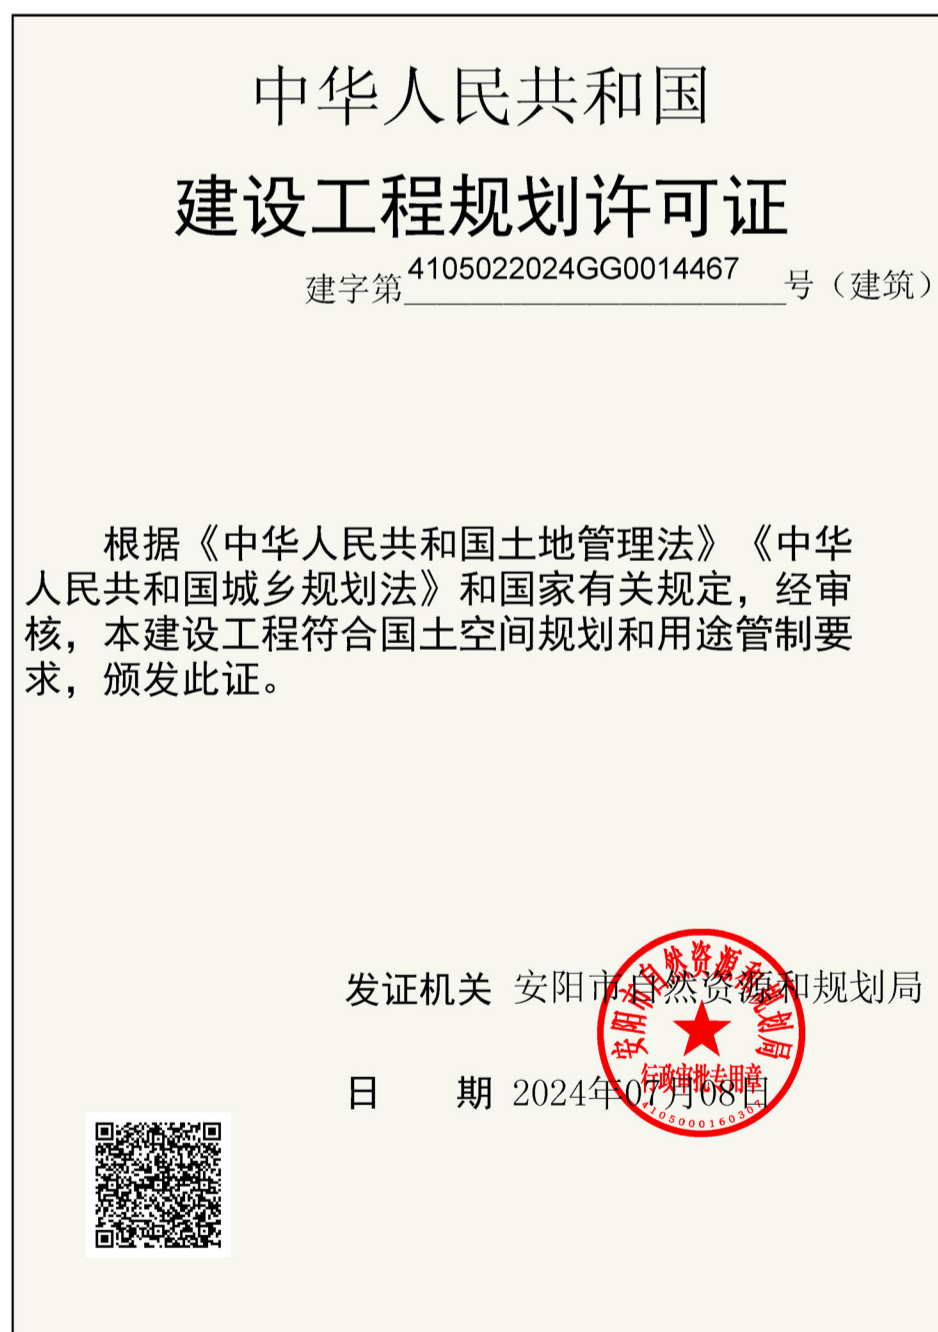 中华人民共和国
建设工程规划许可证
建字第4105022024GG0014467号（建筑）
根据《中华人民共和国土地管理法》《中华
人民共和国城乡规划法》和国家有关规定，经审
核，本建设工程符合国土空间规划和用途管制要
求，颁发此证。
发证机关 安阳市自然资源和规划局
日 期 2024年07月08日
安阳市自然资源和规划局
行政审批专用章
4105000160307